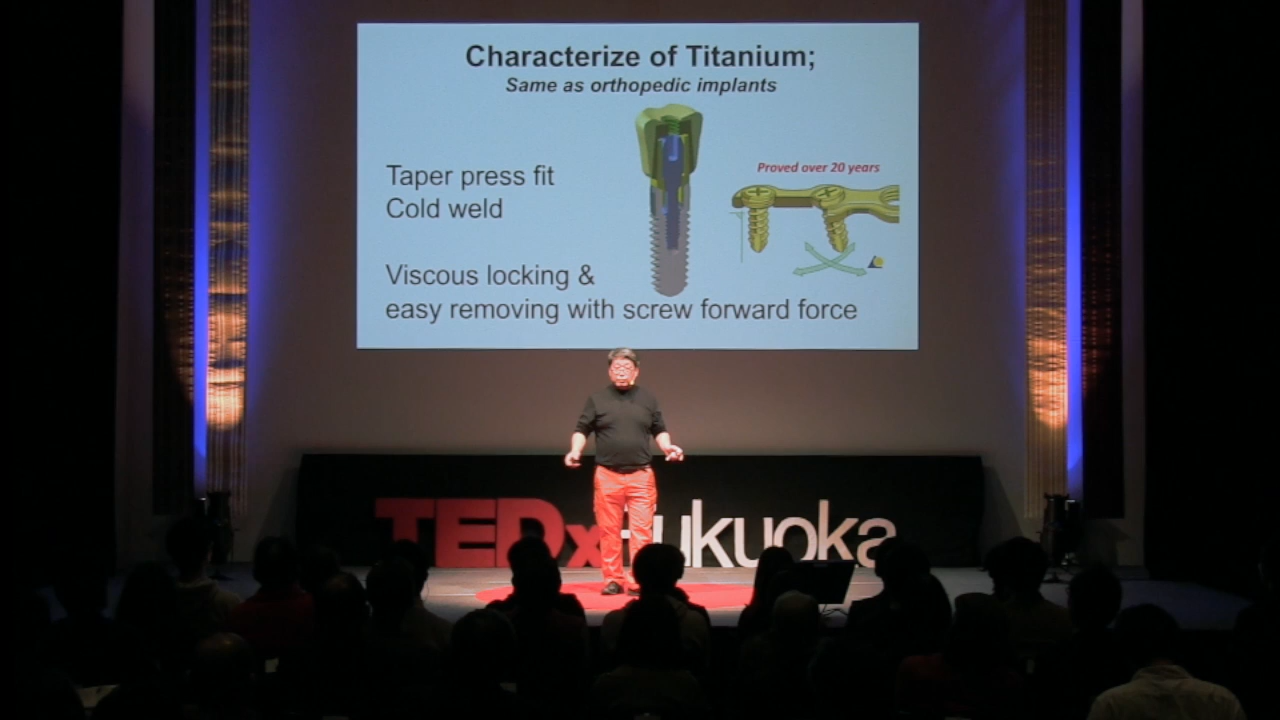 Characterize of Titanium;
Same as orthopedic implants
Proved over 20 years
Taper press fit
Cold weld
Viscous locking &
easy removing with screw forward force
TEDxFukuoka